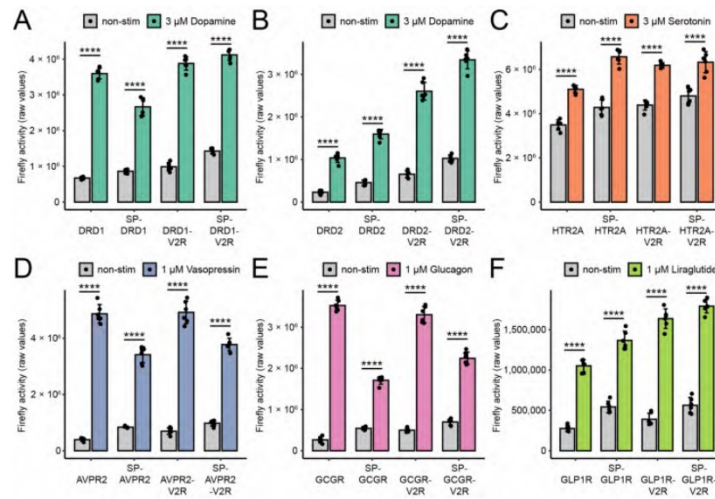 A
non-stim 3 µM Dopamine
****
****
****
****
Firefly activity (raw values)
4 × 10⁶
3 × 10⁶
2 × 10⁶
1 × 10⁶
0
DRD1
SP-
DRD1
DRD1-
V2R
SP-
DRD1-
V2R
B
non-stim 3 µM Dopamine
****
****
****
****
Firefly activity (raw values)
3 × 10⁶
2 × 10⁶
1 × 10⁶
0
DRD2
SP-
DRD2
DRD2-
V2R
SP-
DRD2-
V2R
C
non-stim 3 µM Serotonin
****
****
****
****
Firefly activity (raw values)
6 × 10⁶
4 × 10⁶
2 × 10⁶
0
HTR2A
SP-
HTR2A
HTR2A-
V2R
SP-
HTR2A-
V2R
D
non-stim 1 µM Vasopressin
****
****
****
****
Firefly activity (raw values)
4 × 10⁶
2 × 10⁶
0
AVPR2
SP-
AVPR2
AVPR2-
V2R
SP-
AVPR2
-V2R
E
non-stim 1 µM Glucagon
****
****
****
****
Firefly activity (raw values)
3 × 10⁶
2 × 10⁶
1 × 10⁶
0
GCGR
SP-
GCGR
GCGR-
V2R
SP-
GCGR-
V2R
F
non-stim 1 µM Liraglutide
****
****
****
****
Firefly activity (raw values)
1,500,000
1,000,000
500,000
0
GLP1R
SP-
GLP1R
GLP1R-
V2R
SP-
GLP1R-
V2R